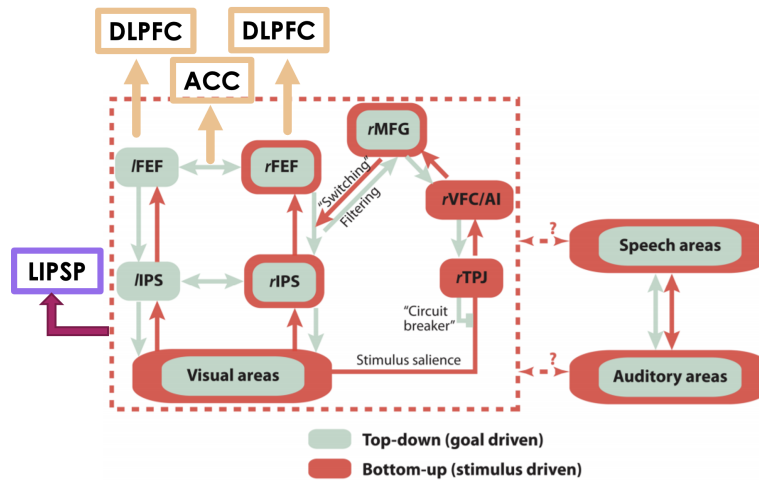 DLPFC
DLPFC
ACC
rMFG
lFEF
rFEF
"Switching"
Filtering
rVFC/AI
?
Speech areas
LIPSP
lIPS
rIPS
rTPJ
"Circuit
breaker"
Stimulus salience
?
Visual areas
Auditory areas
Top-down (goal driven)
Bottom-up (stimulus driven)